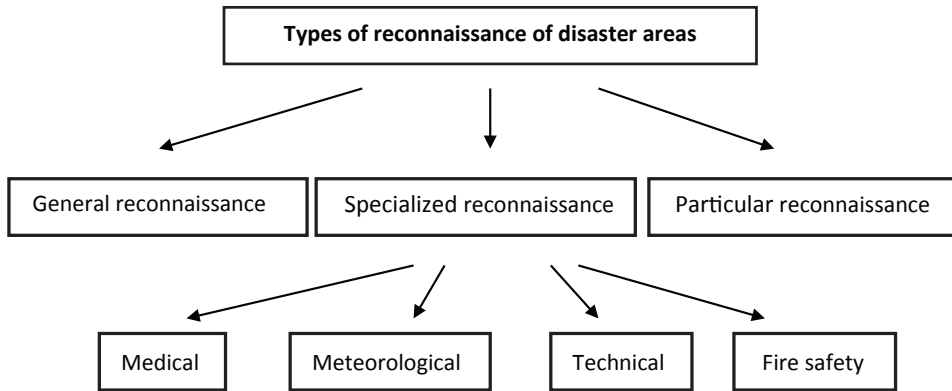 Types of reconnaissance of disaster areas
General reconnaissance
Specialized reconnaissance
Particular reconnaissance
Medical
Meteorological
Technical
Fire safety